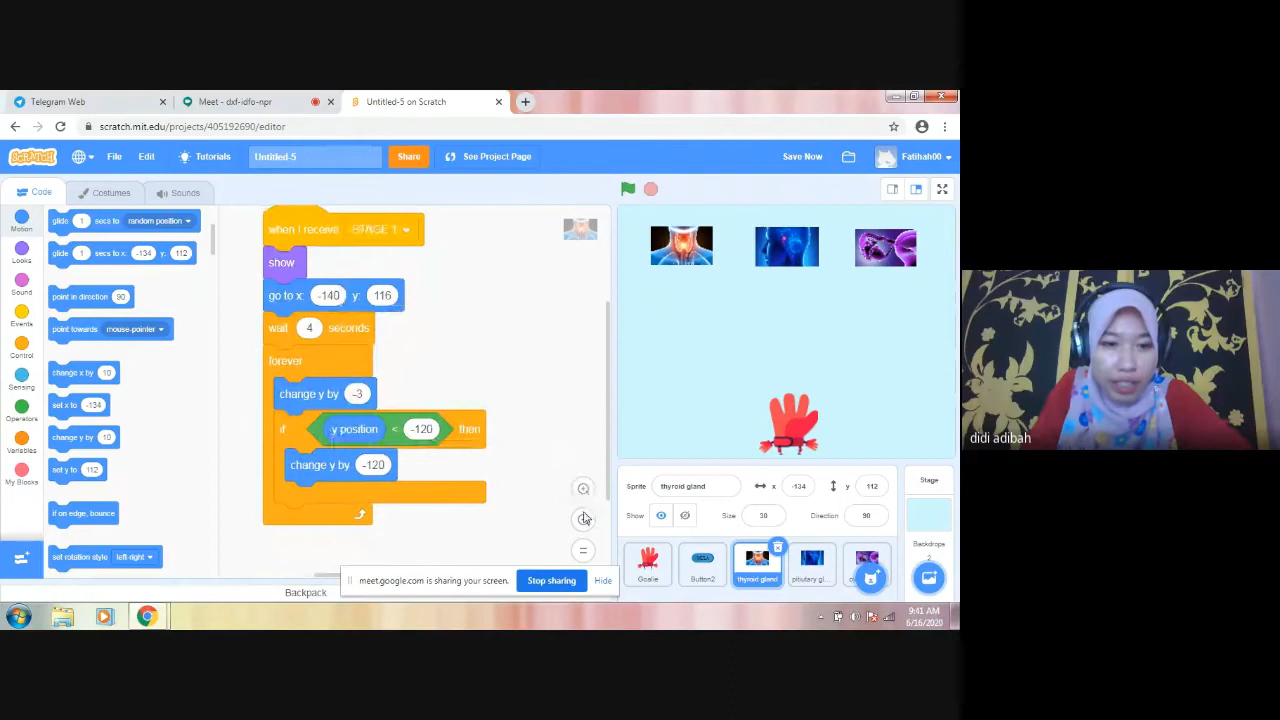 Telegram Web
Meet - dxf-idfo-npr
Untitled-5 on Scratch
scratch.mit.edu/projects/405192690/editor
SCRATCH
File
Edit
Tutorials
Untitled-5
Share
See Project Page
Save Now
Fatihah00
Code
Costumes
Sounds
Motion
Looks
Sound
Events
Control
Sensing
Operators
Variables
My Blocks
glide 1 secs to random position
glide 1 secs to x: -134 y: 112
point in direction 90
point towards mouse-pointer
change x by 10
set x to -134
change y by 10
set y to 112
if on edge, bounce
set rotation style left-right
when I receive STAGE 1
show
go to x: -140 y: 116
wait 4 seconds
forever
change y by -3
if y position < -120 then
change y by -120
Backpack
meet.google.com is sharing your screen.
Stop sharing
Hide
Sprite thyroid gland x -134 y 112
Show Size 30 Direction 90
Goalie
Button2
thyroid gland
pitiutary gl...
Stage
Backdrops
2
9:41 AM
6/16/2020
didi adibah